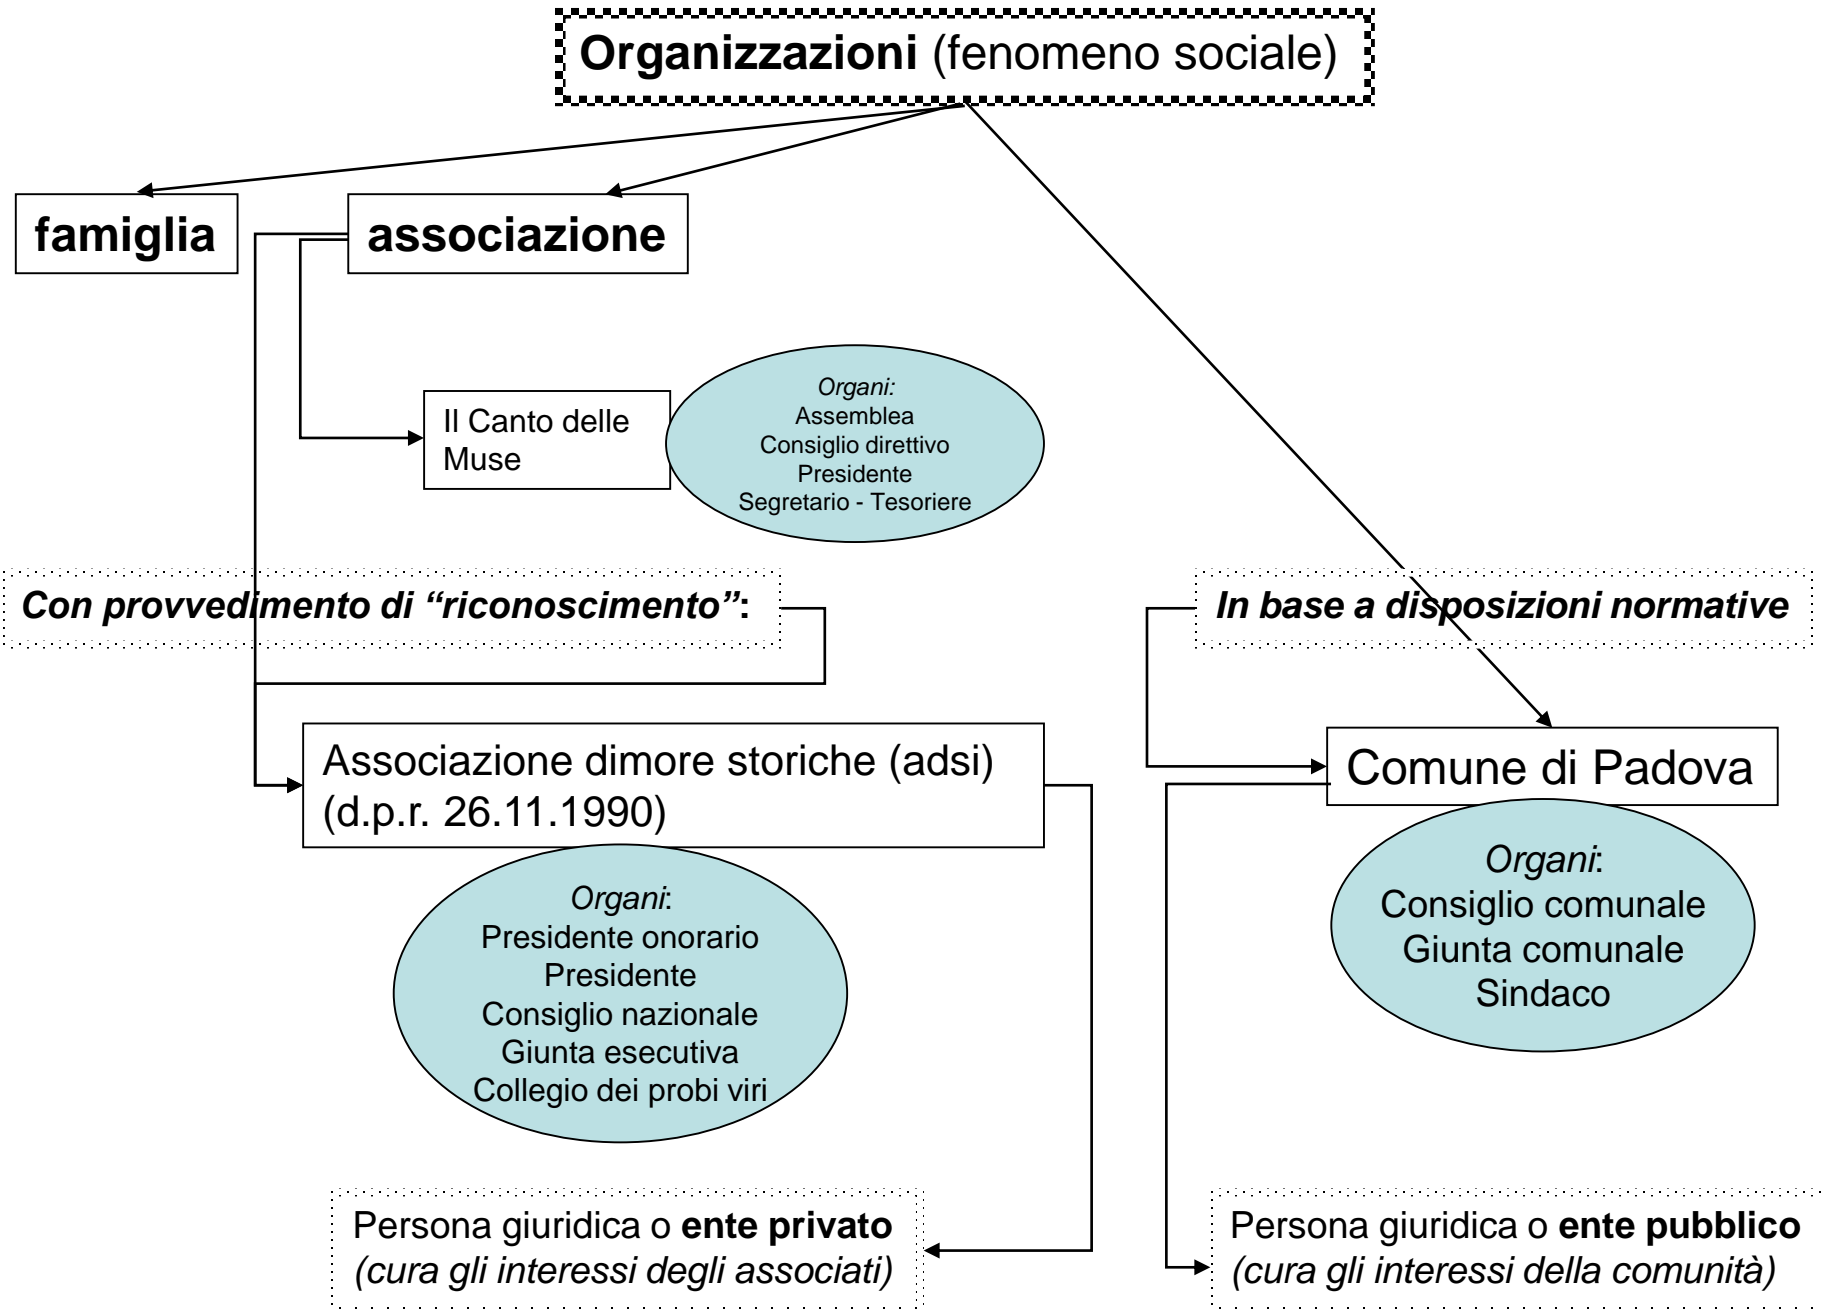 Organizzazioni (fenomeno sociale)
famiglia
associazione
Il Canto delle
Muse
Organi:
Assemblea
Consiglio direttivo
Presidente
Segretario - Tesoriere
Con provvedimento di “riconoscimento”:
In base a disposizioni normative
Associazione dimore storiche (adsi)
(d.p.r. 26.11.1990)
Comune di Padova
Organi:
Presidente onorario
Presidente
Consiglio nazionale
Giunta esecutiva
Collegio dei probi viri
Organi:
Consiglio comunale
Giunta comunale
Sindaco
Persona giuridica o ente privato
(cura gli interessi degli associati)
Persona giuridica o ente pubblico
(cura gli interessi della comunità)